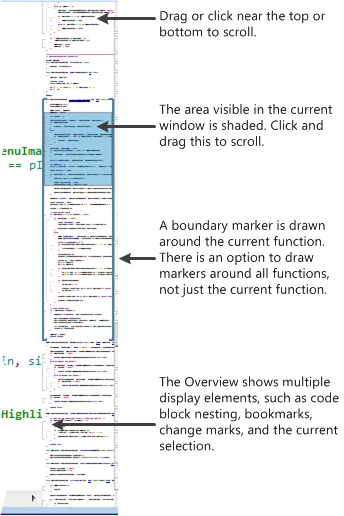 Drag or click near the top or
bottom to scroll.
The area visible in the current
window is shaded. Click and
drag this to scroll.
enuIma
== pI
A boundary marker is drawn
around the current function.
There is an option to draw
markers around all functions,
not just the current function.
ln, si
The Overview shows multiple
display elements, such as code
block nesting, bookmarks,
change marks, and the current
selection.
Highli